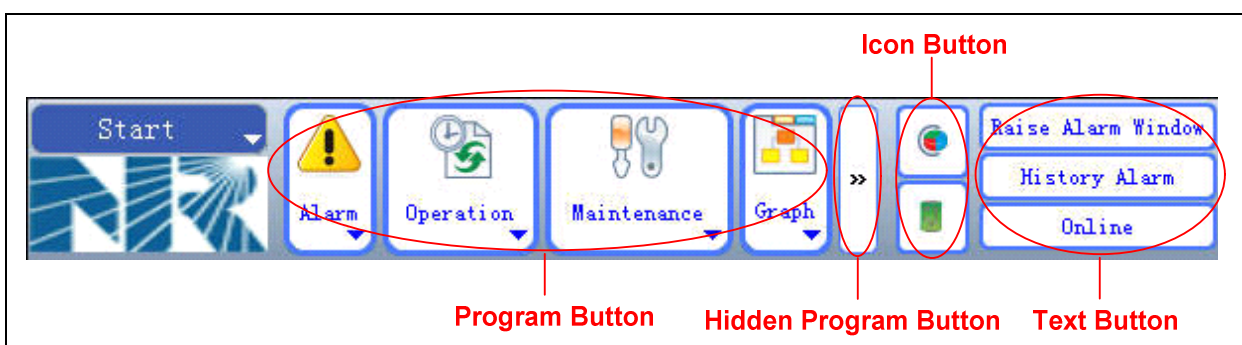 Icon Button
Start
NR
Alarm
Operation
Maintenance
Graph
»
Raise Alarm Window
History Alarm
Online
Program Button
Hidden Program Button
Text Button